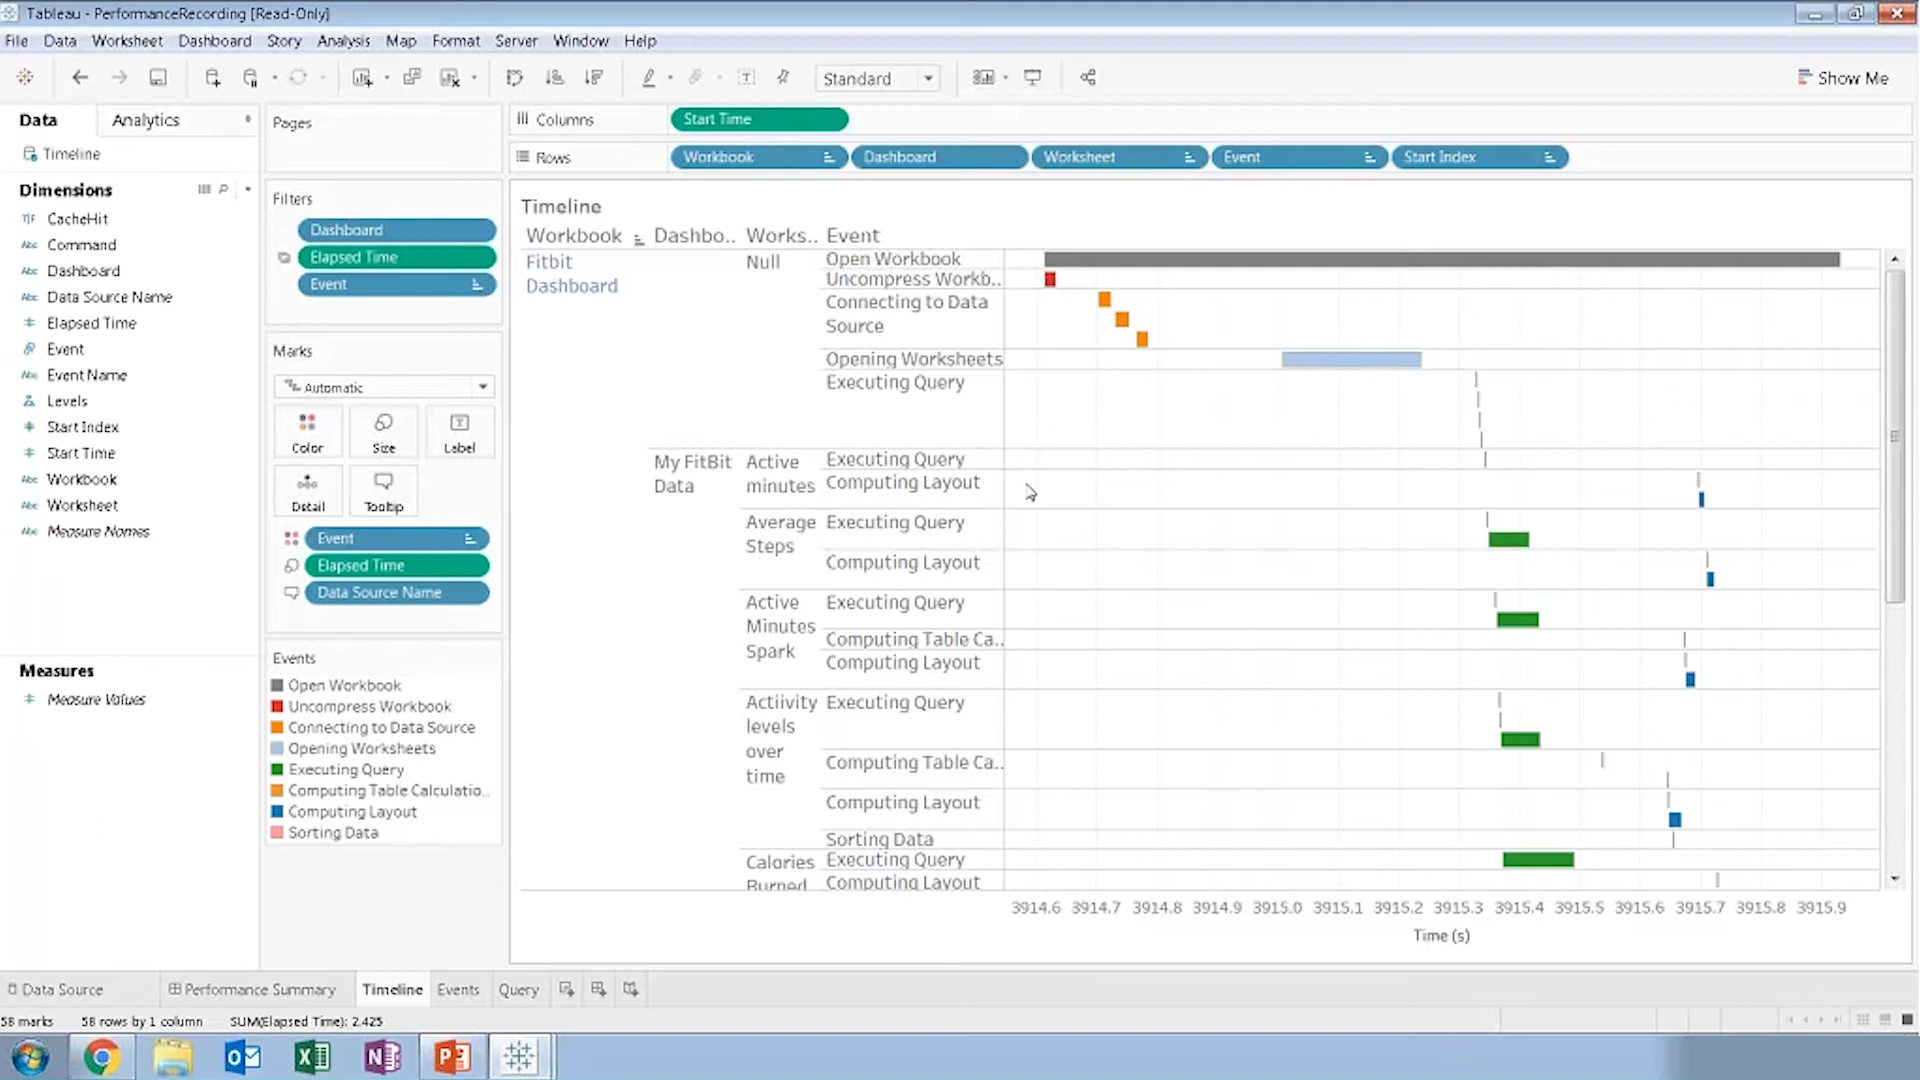 Tableau - PerformanceRecording [Read-Only]
File Data Worksheet Dashboard Story Analysis Map Format Server Window Help
Standard
Show Me
Data Analytics
Timeline
Dimensions
CacheHit
Command
Dashboard
Data Source Name
Elapsed Time
Event
Event Name
Levels
Start Index
Start Time
Workbook
Worksheet
Measure Names
Measures
Measure Values
Pages
Filters
Dashboard
Elapsed Time
Event
Marks
Automatic
Color Size Label
Detail Tooltip
Event
Elapsed Time
Data Source Name
Events
Open Workbook
Uncompress Workbook
Connecting to Data Source
Opening Worksheets
Executing Query
Computing Table Calculatio..
Computing Layout
Sorting Data
Columns Start Time
Rows Workbook Dashboard Worksheet Event Start Index
Timeline
Workbook Dashbo.. Works.. Event
Fitbit
Dashboard
Null
Open Workbook
Uncompress Workb..
Connecting to Data
Source
Opening Worksheets
Executing Query
My FitBit
Data
Active
minutes
Executing Query
Computing Layout
Average
Steps
Executing Query
Computing Layout
Active
Minutes
Spark
Executing Query
Computing Table Ca..
Computing Layout
Actiivity
levels
over
time
Executing Query
Computing Table Ca..
Computing Layout
Sorting Data
Calories
Burned
Executing Query
Computing Layout
3914.6 3914.7 3914.8 3914.9 3915.0 3915.1 3915.2 3915.3 3915.4 3915.5 3915.6 3915.7 3915.8 3915.9
Time (s)
Data Source Performance Summary Timeline Events Query
58 marks 58 rows by 1 column SUM(Elapsed Time): 2.425